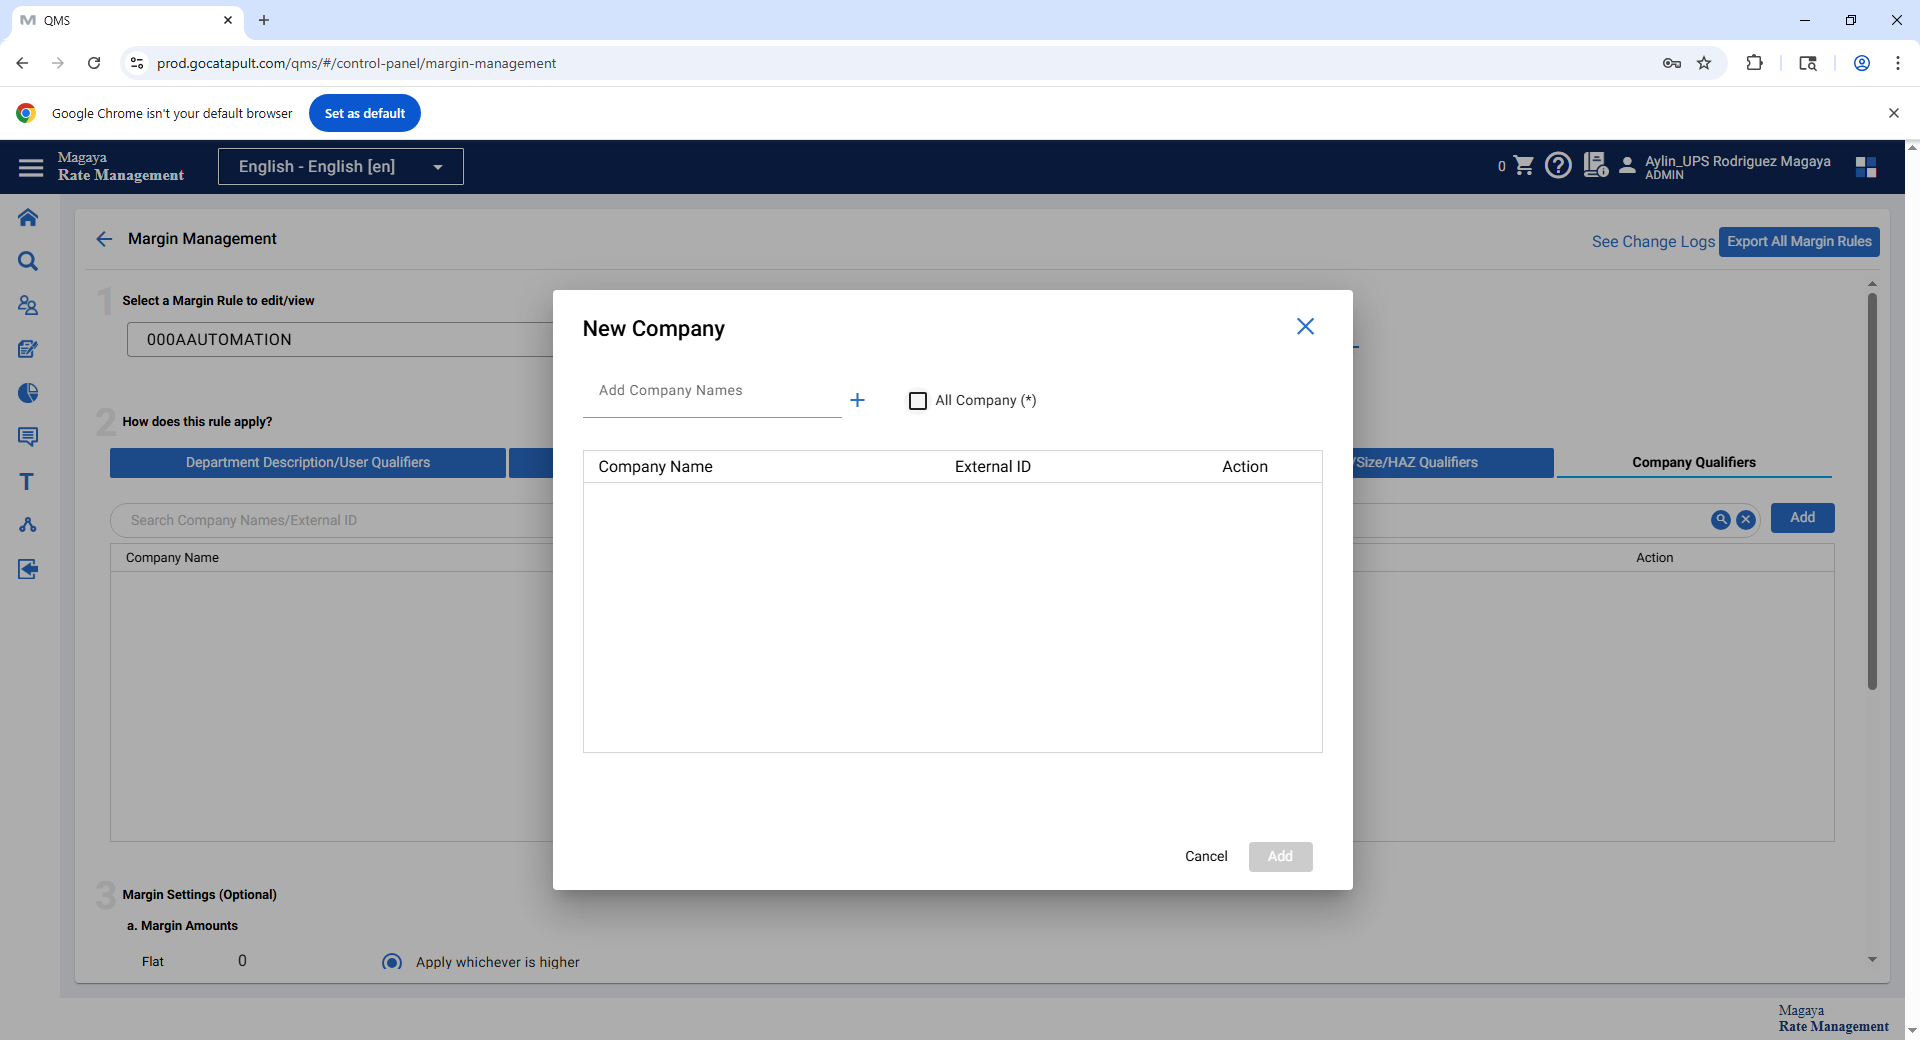 QMS
prod.gocatapult.com/qms/#/control-panel/margin-management
Google Chrome isn't your default browser
Set as default
Magaya
Rate Management
English - English [en]
0
Aylin_UPS Rodriguez Magaya
ADMIN
Margin Management
See Change Logs
Export All Margin Rules
1 Select a Margin Rule to edit/view
000AAUTOMATION
New Company
Add Company Names
All Company (*)
Company Name External ID Action
Cancel
Add
2 How does this rule apply?
Department Description/User Qualifiers
/Size/HAZ Qualifiers
Company Qualifiers
Search Company Names/External ID
Add
Company Name
Action
3 Margin Settings (Optional)
a. Margin Amounts
Flat 0 Apply whichever is higher
Magaya
Rate Management